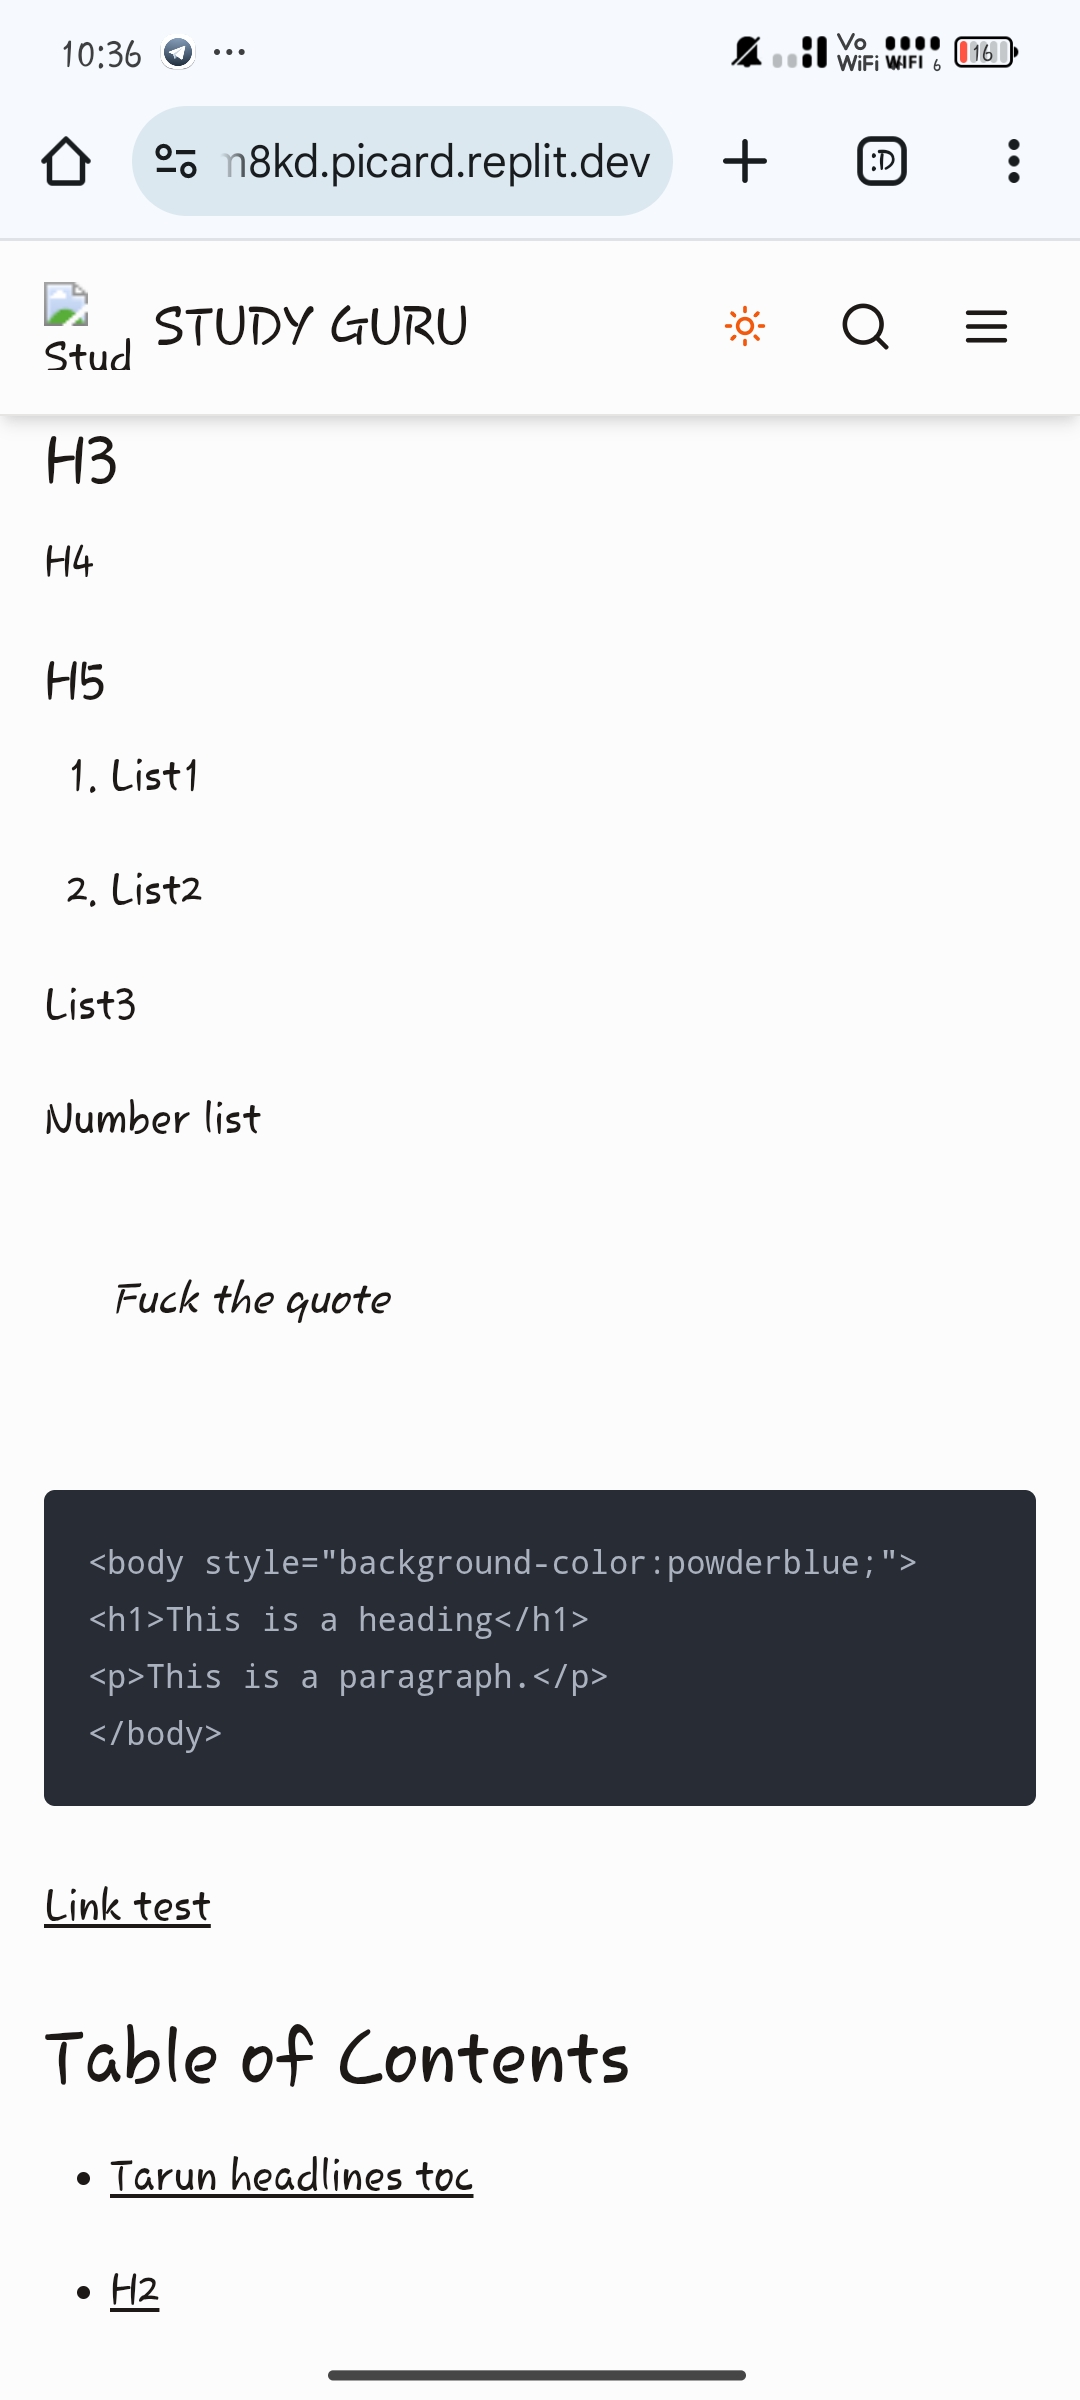 10:36
Vo
WiFi
WIFI 6
16
m8kd.picard.replit.dev
:D
Stud
STUDY GURU
H3
H4
H5
1. List1
2. List2
List3
Number list
Fuck the quote
<body style="background-color:powderblue;">
<h1>This is a heading</h1>
<p>This is a paragraph.</p>
</body>
Link test
Table of Contents
• Tarun headlines toc
• H2